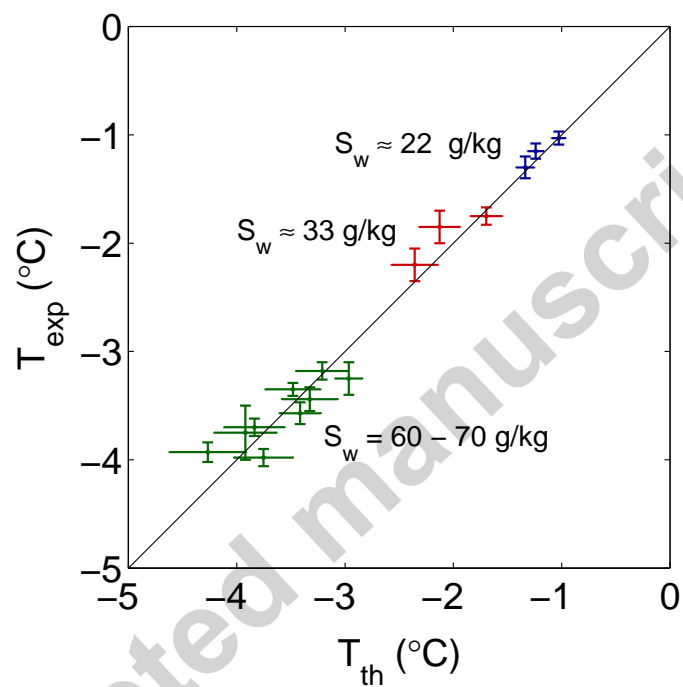 0
−1
−2
−3
−4
−5
T_exp (°C)
S_w ≈ 22 g/kg
S_w ≈ 33 g/kg
S_w = 60 − 70 g/kg
−5 −4 −3 −2 −1 0
T_th (°C)
ted manuscri